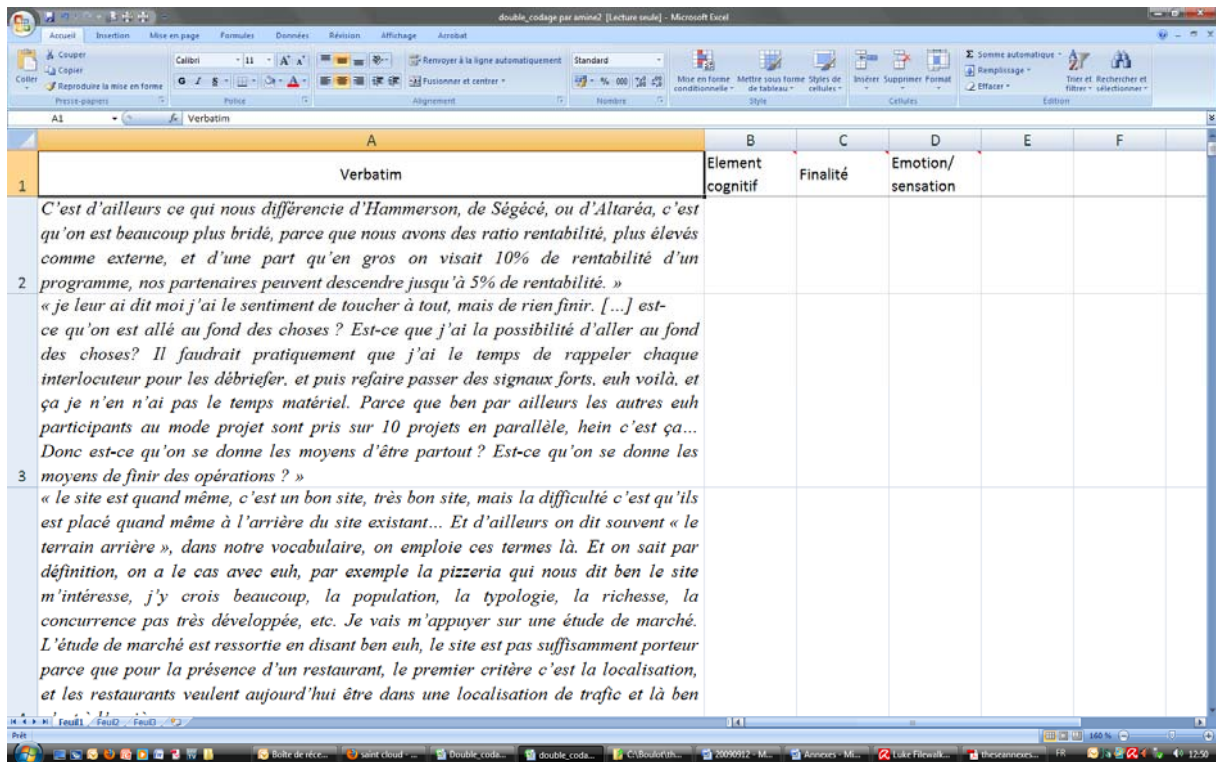 double_codage par amine2 [Lecture seule] - Microsoft Excel
Accueil Insertion Mise en page Formules Données Révision Affichage Acrobat
Coller
Couper
Copier
Reproduire la mise en forme
Presse-papiers
Calibri 11
G I S
Police
Renvoyer à la ligne automatiquement
Fusionner et centrer
Alignement
Standard
% 000
Nombre
Mise en forme conditionnelle
Mettre sous forme de tableau
Styles de cellules
Style
Insérer Supprimer Format
Cellules
Somme automatique
Remplissage
Effacer
Trier et filtrer
Rechercher et sélectionner
Édition
A1 fx Verbatim
A B C D E F
1 Verbatim
Element
cognitif
Finalité
Emotion/
sensation
C'est d'ailleurs ce qui nous différencie d'Hammerson, de Ségécé, ou d'Altaréa, c'est
qu'on est beaucoup plus bridé, parce que nous avons des ratio rentabilité, plus élevés
comme externe, et d'une part qu'en gros on visait 10% de rentabilité d'un
2 programme, nos partenaires peuvent descendre jusqu'à 5% de rentabilité. »
« je leur ai dit moi j'ai le sentiment de toucher à tout, mais de rien finir. […] est-
ce qu'on est allé au fond des choses ? Est-ce que j'ai la possibilité d'aller au fond
des choses? Il faudrait pratiquement que j'ai le temps de rappeler chaque
interlocuteur pour les débriefer, et puis refaire passer des signaux forts, euh voilà, et
ça je n'en n'ai pas le temps matériel. Parce que ben par ailleurs les autres euh
participants au mode projet sont pris sur 10 projets en parallèle, hein c'est ça…
Donc est-ce qu'on se donne les moyens d'être partout ? Est-ce qu'on se donne les
3 moyens de finir des opérations ? »
« le site est quand même, c'est un bon site, très bon site, mais la difficulté c'est qu'ils
est placé quand même à l'arrière du site existant… Et d'ailleurs on dit souvent « le
terrain arrière », dans notre vocabulaire, on emploie ces termes là. Et on sait par
définition, on a le cas avec euh, par exemple la pizzeria qui nous dit ben le site
m'intéresse, j'y crois beaucoup, la population, la typologie, la richesse, la
concurrence pas très développée, etc. Je vais m'appuyer sur une étude de marché.
L'étude de marché est ressortie en disant ben euh, le site est pas suffisamment porteur
parce que pour la présence d'un restaurant, le premier critère c'est la localisation,
et les restaurants veulent aujourd'hui être dans une localisation de trafic et là ben
Feuil1 Feuil2 Feuil3
Prêt 160 %
Boîte de réce... saint cloud - ... Double_coda... double_coda... C:\Boulot\th... 20090912 - M... Annexes - Mi... Luke Filewalk... theseannexes... FR 12:50